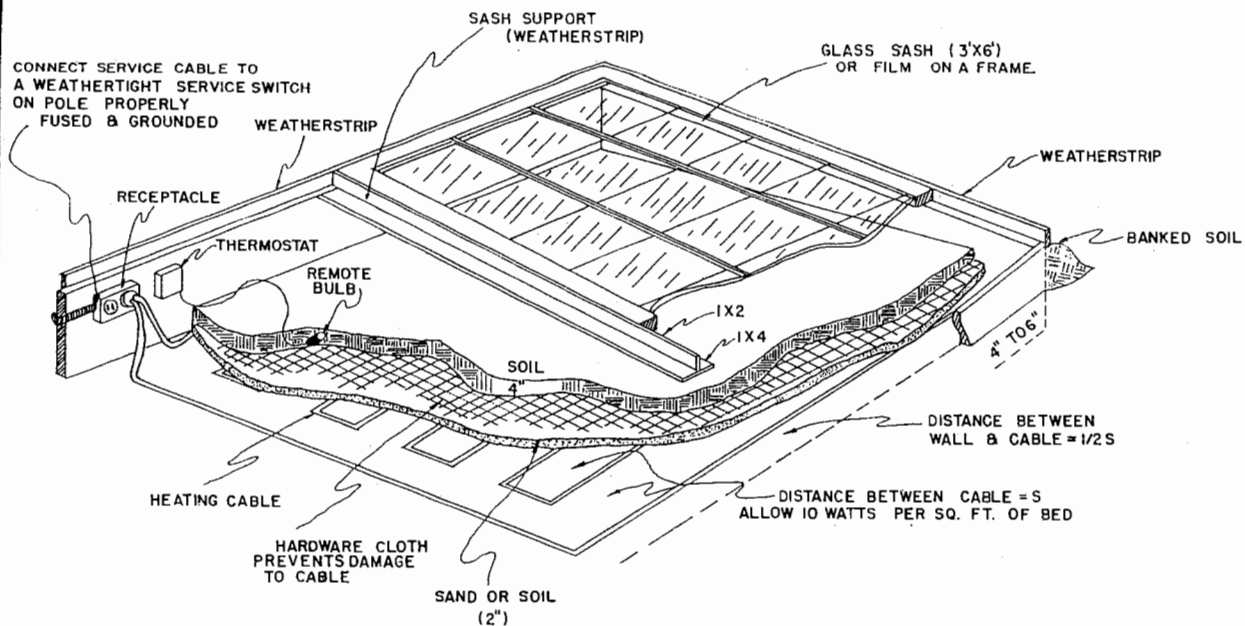 SASH SUPPORT
(WEATHERSTRIP)
GLASS SASH (3'X6')
OR FILM ON A FRAME
CONNECT SERVICE CABLE TO
A WEATHERTIGHT SERVICE SWITCH
ON POLE PROPERLY
FUSED & GROUNDED
WEATHERSTRIP
WEATHERSTRIP
RECEPTACLE
THERMOSTAT
BANKED SOIL
REMOTE
BULB
1X2
1X4
SOIL
4"
4" TO 6"
DISTANCE BETWEEN
WALL & CABLE = 1/2 S
HEATING CABLE
DISTANCE BETWEEN CABLE = S
ALLOW 10 WATTS PER SQ. FT. OF BED
HARDWARE CLOTH
PREVENTS DAMAGE
TO CABLE
SAND OR SOIL
(2")